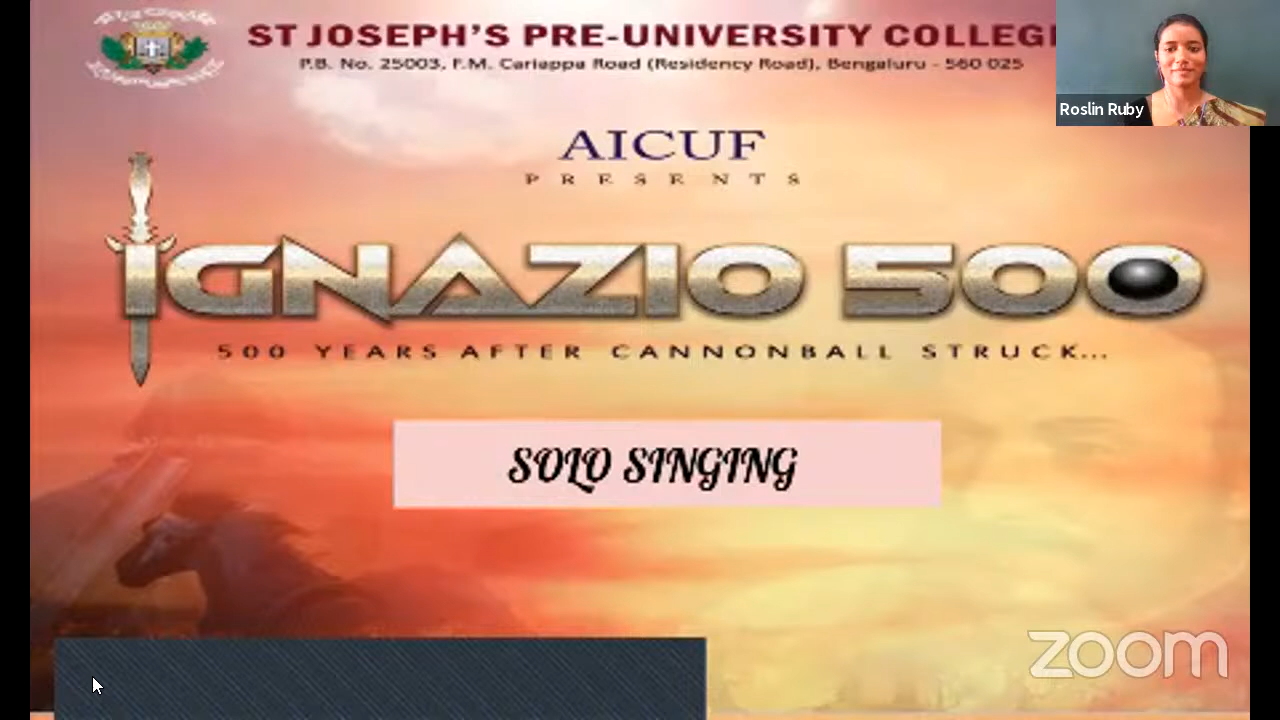 ST JOSEPH'S PRE-UNIVERSITY COLLEG
P.B. No. 25003, F.M. Cariappa Road (Residency Road), Bengaluru - 560 025
Roslin Ruby
AICUF
PRESENTS
IGNAZIO 500
500 YEARS AFTER CANNONBALL STRUCK...
SOLO SINGING
zoom